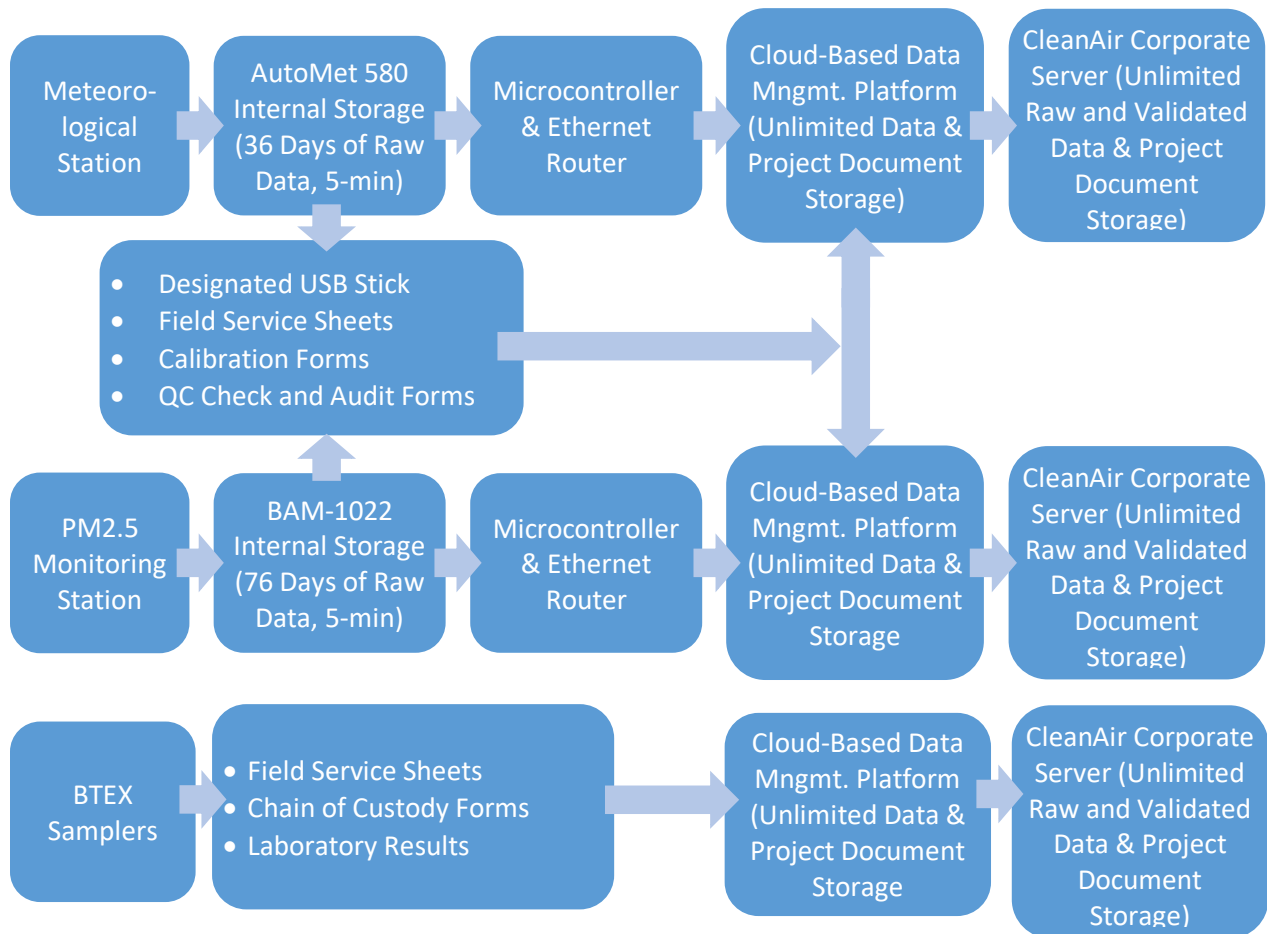 Meteoro-
logical
Station
AutoMet 580
Internal Storage
(36 Days of Raw
Data, 5-min)
Microcontroller
& Ethernet
Router
Cloud-Based Data
Mngmt. Platform
(Unlimited Data &
Project Document
Storage)
CleanAir Corporate
Server (Unlimited
Raw and Validated
Data & Project
Document
Storage)
• Designated USB Stick
• Field Service Sheets
• Calibration Forms
• QC Check and Audit Forms
PM2.5
Monitoring
Station
BAM-1022
Internal Storage
(76 Days of Raw
Data, 5-min)
Microcontroller
& Ethernet
Router
Cloud-Based Data
Mngmt. Platform
(Unlimited Data &
Project Document
Storage
CleanAir Corporate
Server (Unlimited
Raw and Validated
Data & Project
Document
Storage)
BTEX
Samplers
• Field Service Sheets
• Chain of Custody Forms
• Laboratory Results
Cloud-Based Data
Mngmt. Platform
(Unlimited Data &
Project Document
Storage
CleanAir Corporate
Server (Unlimited
Raw and Validated
Data & Project
Document
Storage)